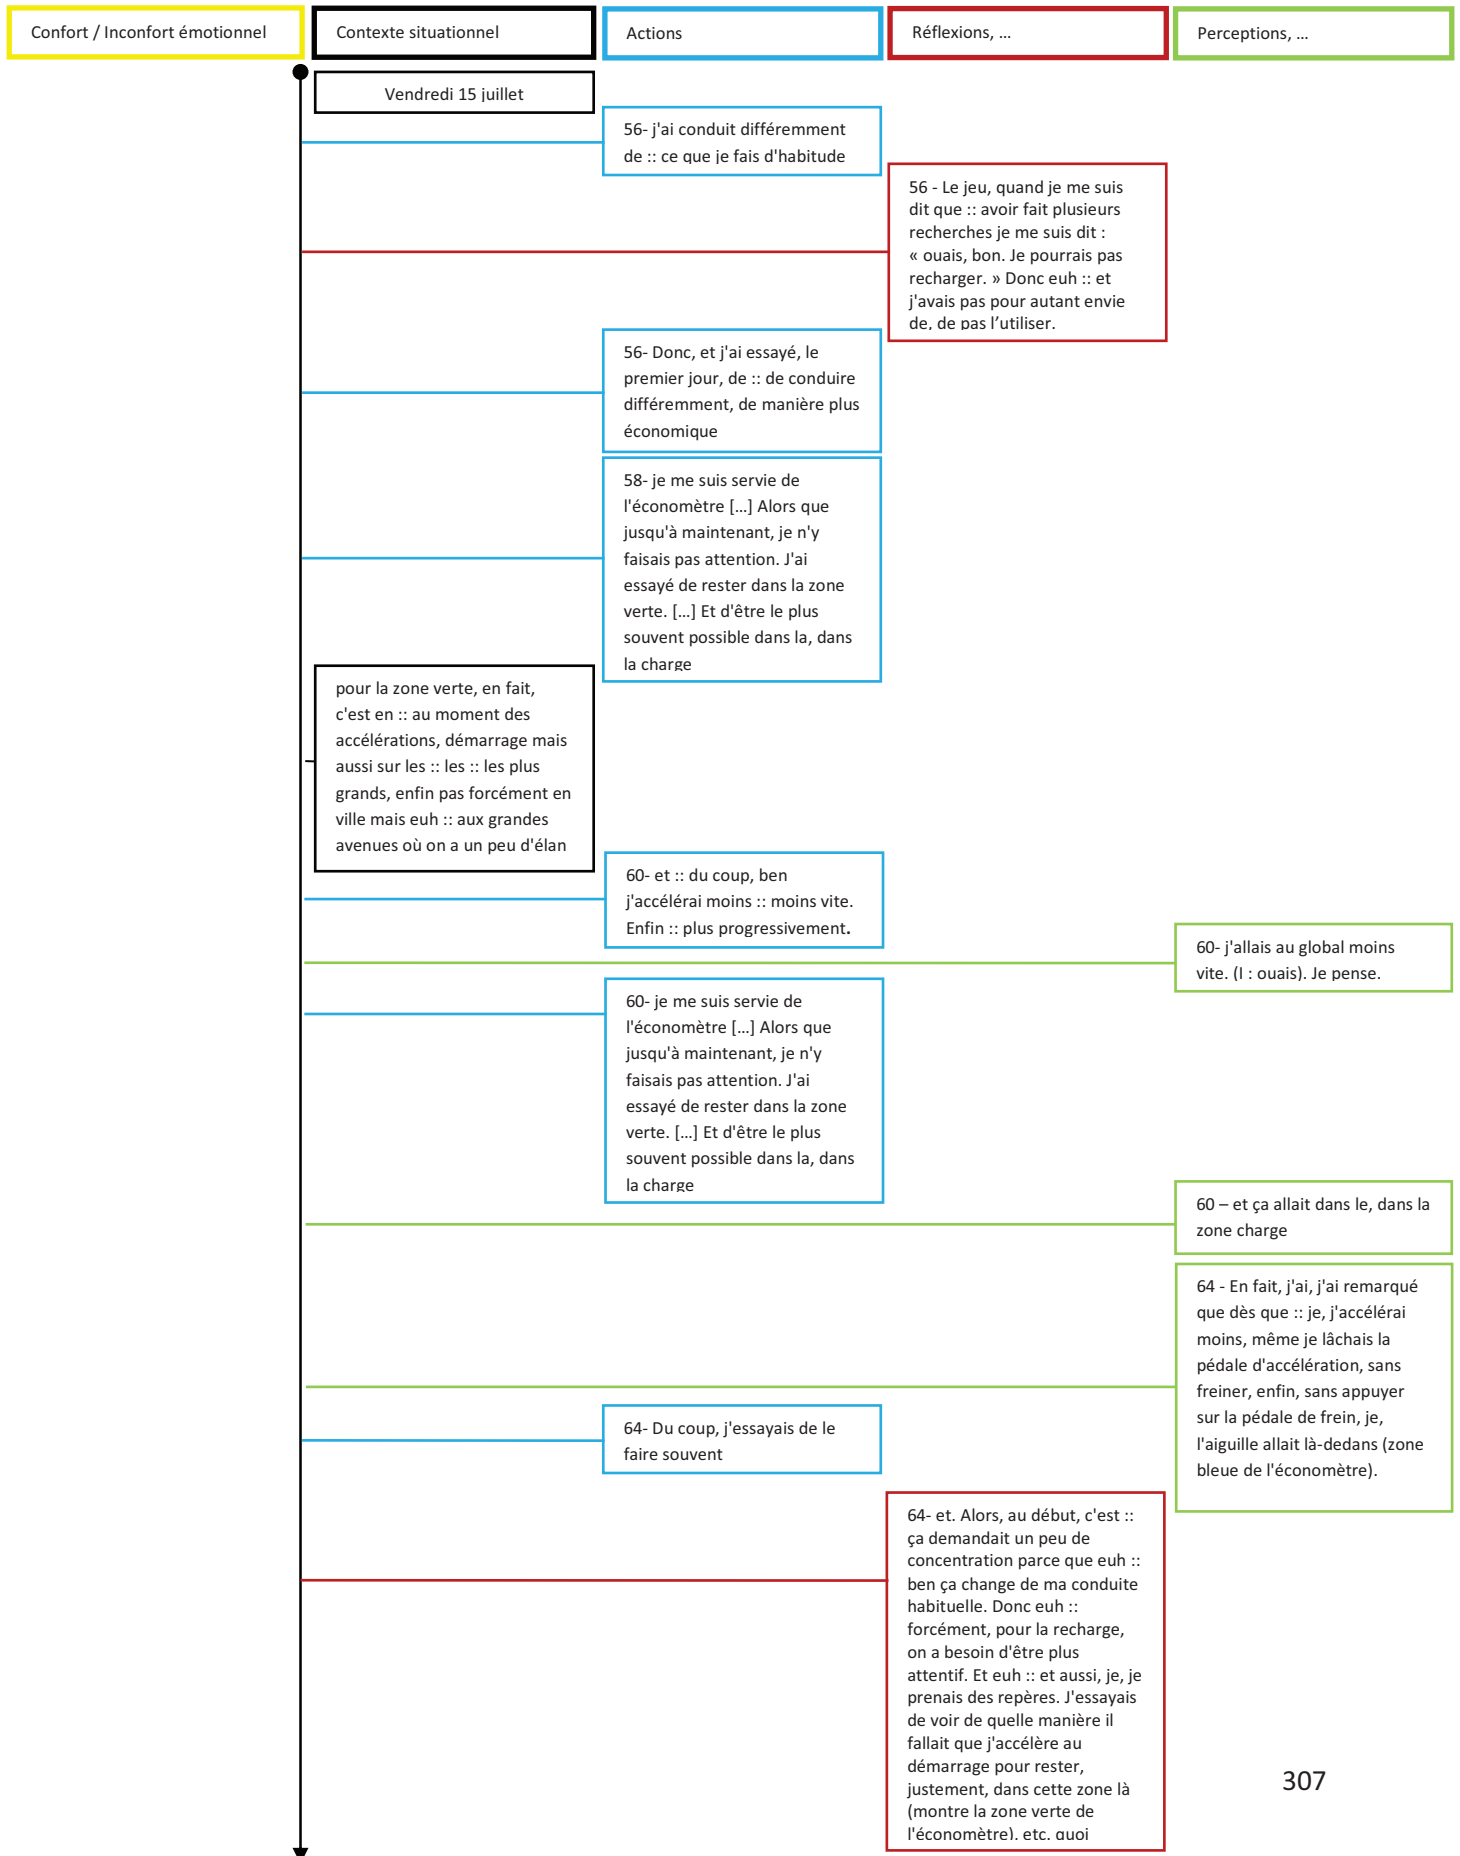 Confort / Inconfort émotionnel
Contexte situationnel
Actions
Réflexions, …
Perceptions, …
Vendredi 15 juillet
56- j'ai conduit différemment
de :: ce que je fais d'habitude
56 - Le jeu, quand je me suis
dit que :: avoir fait plusieurs
recherches je me suis dit :
« ouais, bon. Je pourrais pas
recharger. » Donc euh :: et
j'avais pas pour autant envie
de, de pas l’utiliser.
56- Donc, et j'ai essayé, le
premier jour, de :: de conduire
différemment, de manière plus
économique
58- je me suis servie de
l'économètre […] Alors que
jusqu'à maintenant, je n'y
faisais pas attention. J'ai
essayé de rester dans la zone
verte. […] Et d'être le plus
souvent possible dans la, dans
la charge
pour la zone verte, en fait,
c'est en :: au moment des
accélérations, démarrage mais
aussi sur les :: les :: les plus
grands, enfin pas forcément en
ville mais euh :: aux grandes
avenues où on a un peu d'élan
60- et :: du coup, ben
j'accélérai moins :: moins vite.
Enfin :: plus progressivement.
60- j'allais au global moins
vite. (I : ouais). Je pense.
60- je me suis servie de
l'économètre […] Alors que
jusqu'à maintenant, je n'y
faisais pas attention. J'ai
essayé de rester dans la zone
verte. […] Et d'être le plus
souvent possible dans la, dans
la charge
60 – et ça allait dans le, dans la
zone charge
64 - En fait, j'ai, j'ai remarqué
que dès que :: je, j'accélérai
moins, même je lâchais la
pédale d'accélération, sans
freiner, enfin, sans appuyer
sur la pédale de frein, je,
l'aiguille allait là-dedans (zone
bleue de l'économètre).
64- Du coup, j'essayais de le
faire souvent
64- et. Alors, au début, c'est ::
ça demandait un peu de
concentration parce que euh ::
ben ça change de ma conduite
habituelle. Donc euh ::
forcément, pour la recharge,
on a besoin d'être plus
attentif. Et euh :: et aussi, je, je
prenais des repères. J'essayais
de voir de quelle manière il
fallait que j'accélère au
démarrage pour rester,
justement, dans cette zone là
(montre la zone verte de
l'économètre). etc. quoi
307